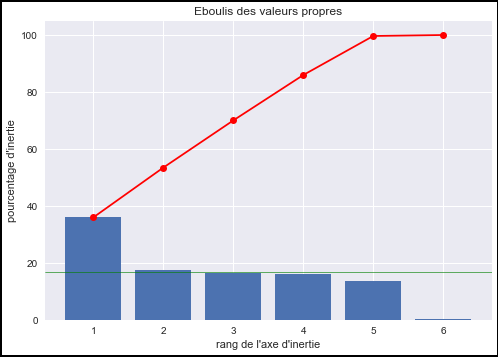 Eboulis des valeurs propres
100
80
60
40
20
0
pourcentage d'inertie
1 2 3 4 5 6
rang de l'axe d'inertie